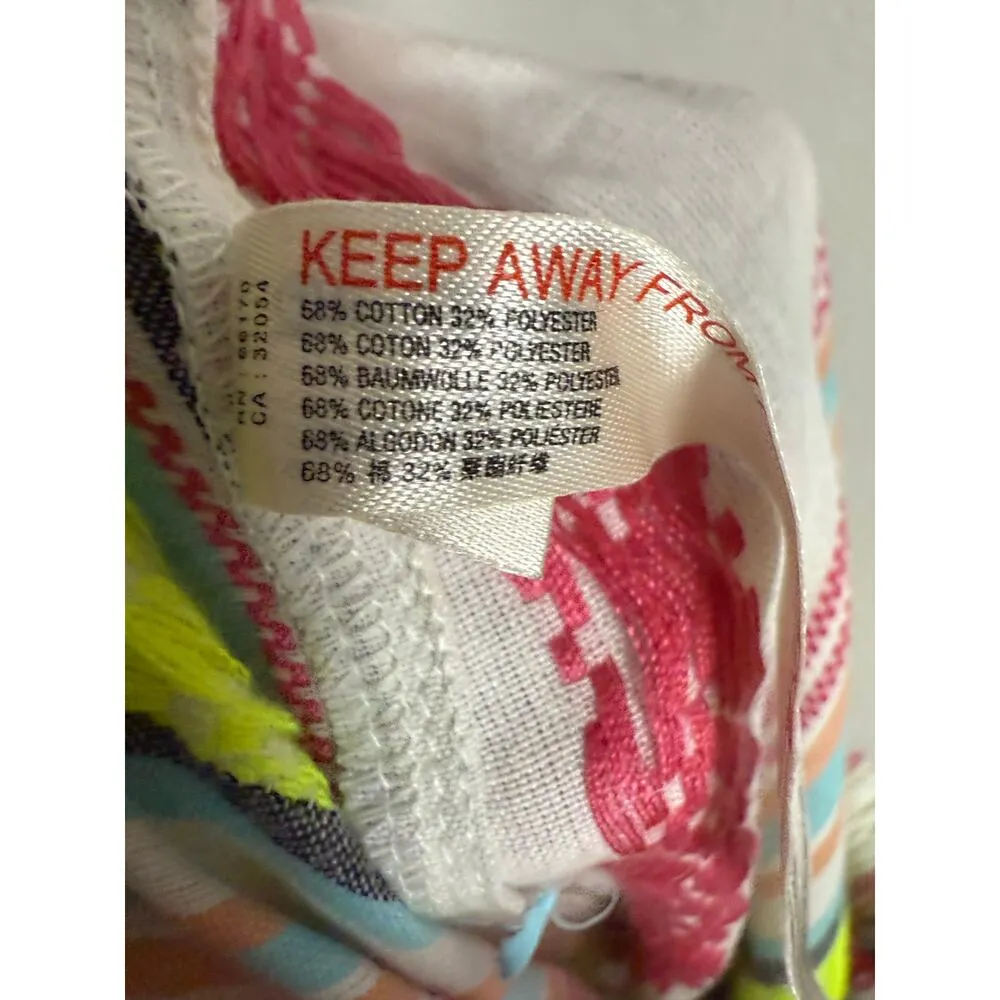 KEEP AWAY FROM
68% COTTON 32% POLYESTER
68% COTON 32% POLYESTER
68% BAUMWOLLE 32% POLYESTER
68% COTONE 32% POLIESTERE
68% ALGODON 32% POLIESTER
68% 棉 32% 聚酯纤维
CA : 3205A